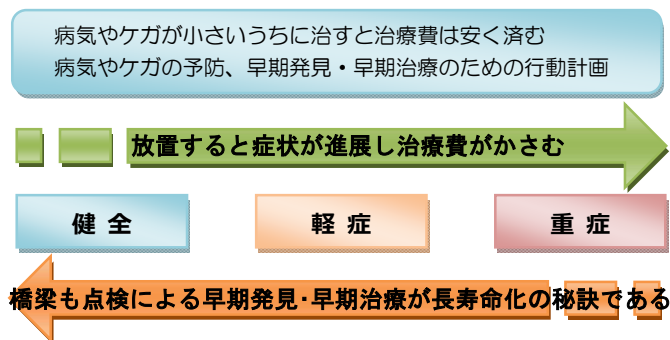 病気やケガが小さいうちに治すと治療費は安く済む
病気やケガの予防、早期発見・早期治療のための行動計画
放置すると症状が進展し治療費がかさむ
健 全
軽 症
重 症
橋梁も点検による早期発見･早期治療が長寿命化の秘訣である